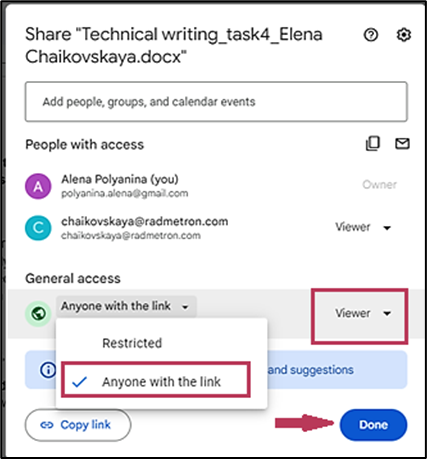 Share "Technical writing_task4_Elena
Chaikovskaya.docx"
Add people, groups, and calendar events
People with access
A
Alena Polyanina (you)
polyanina.alena@gmail.com
Owner
C
chaikovskaya@radmetron.com
chaikovskaya@radmetron.com
Viewer
General access
Anyone with the link
Viewer
Restricted
Anyone with the link
and suggestions
Copy link
Done